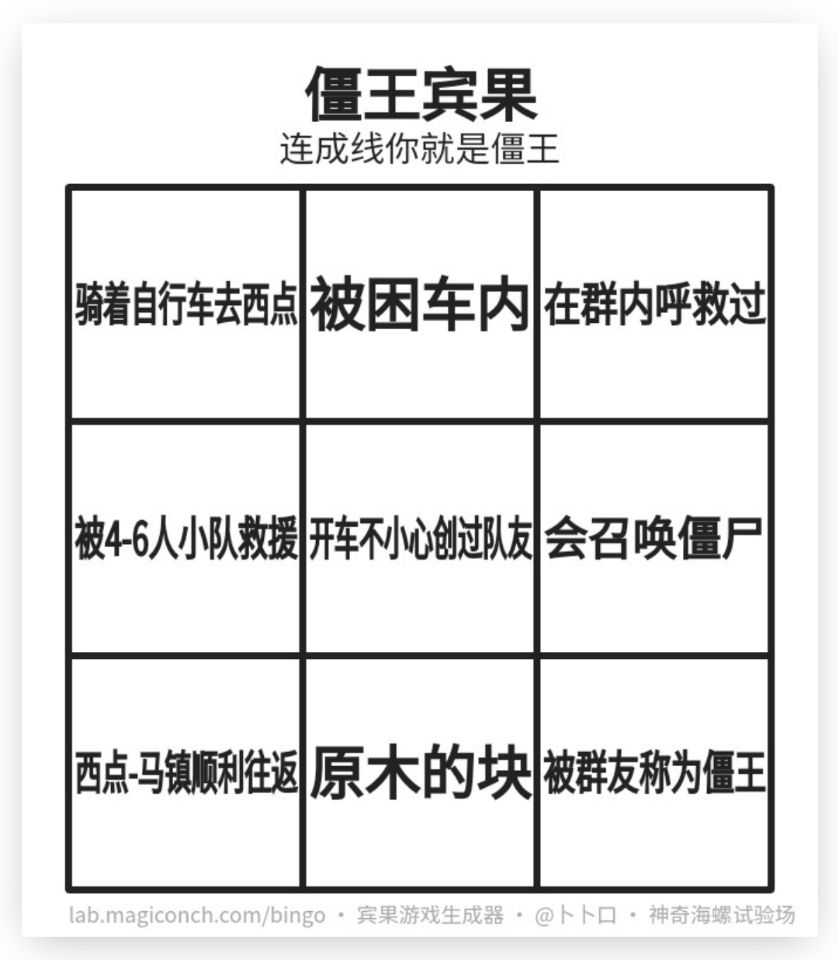 僵王宾果
连成线你就是僵王
骑着自行车去西点
被困车内
在群内呼救过
被4-6人小队救援
开车不小心创过队友
会召唤僵尸
西点-马镇顺利往返
原木的块
被群友称为僵王
lab.magiconch.com/bingo · 宾果游戏生成器 · @卜卜口 · 神奇海螺试验场